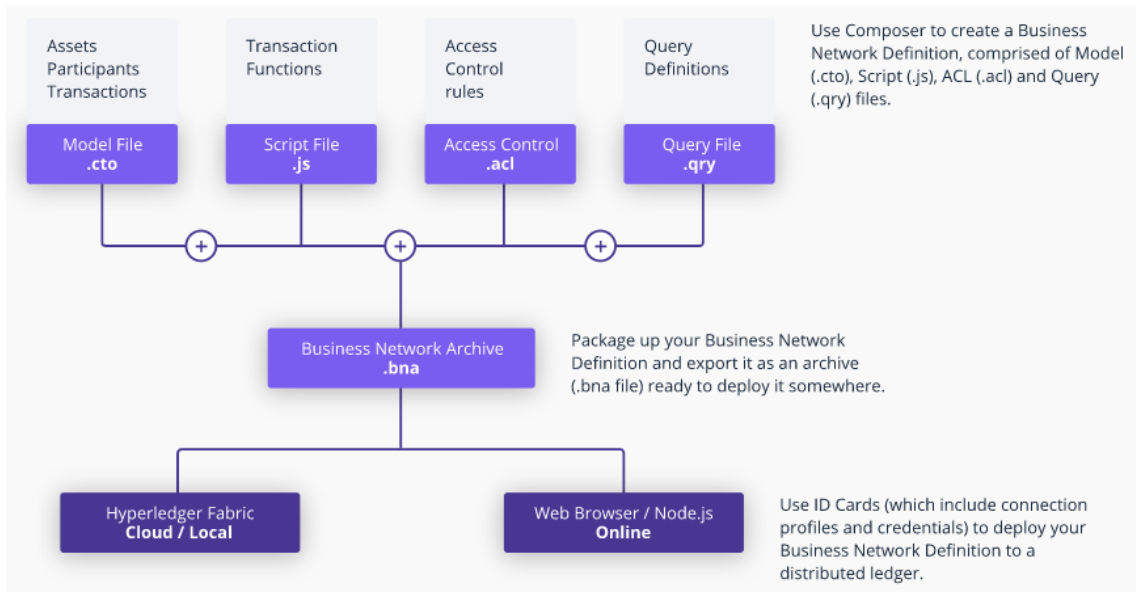 Assets
Participants
Transactions
Transaction
Functions
Access
Control
rules
Query
Definitions
Use Composer to create a Business
Network Definition, comprised of Model
(.cto), Script (.js), ACL (.acl) and Query
(.qry) files.
Model File
.cto
Script File
.js
Access Control
.acl
Query File
.qry
+
+
+
Business Network Archive
.bna
Package up your Business Network
Definition and export it as an archive
(.bna file) ready to deploy it somewhere.
Hyperledger Fabric
Cloud / Local
Web Browser / Node.js
Online
Use ID Cards (which include connection
profiles and credentials) to deploy your
Business Network Definition to a
distributed ledger.